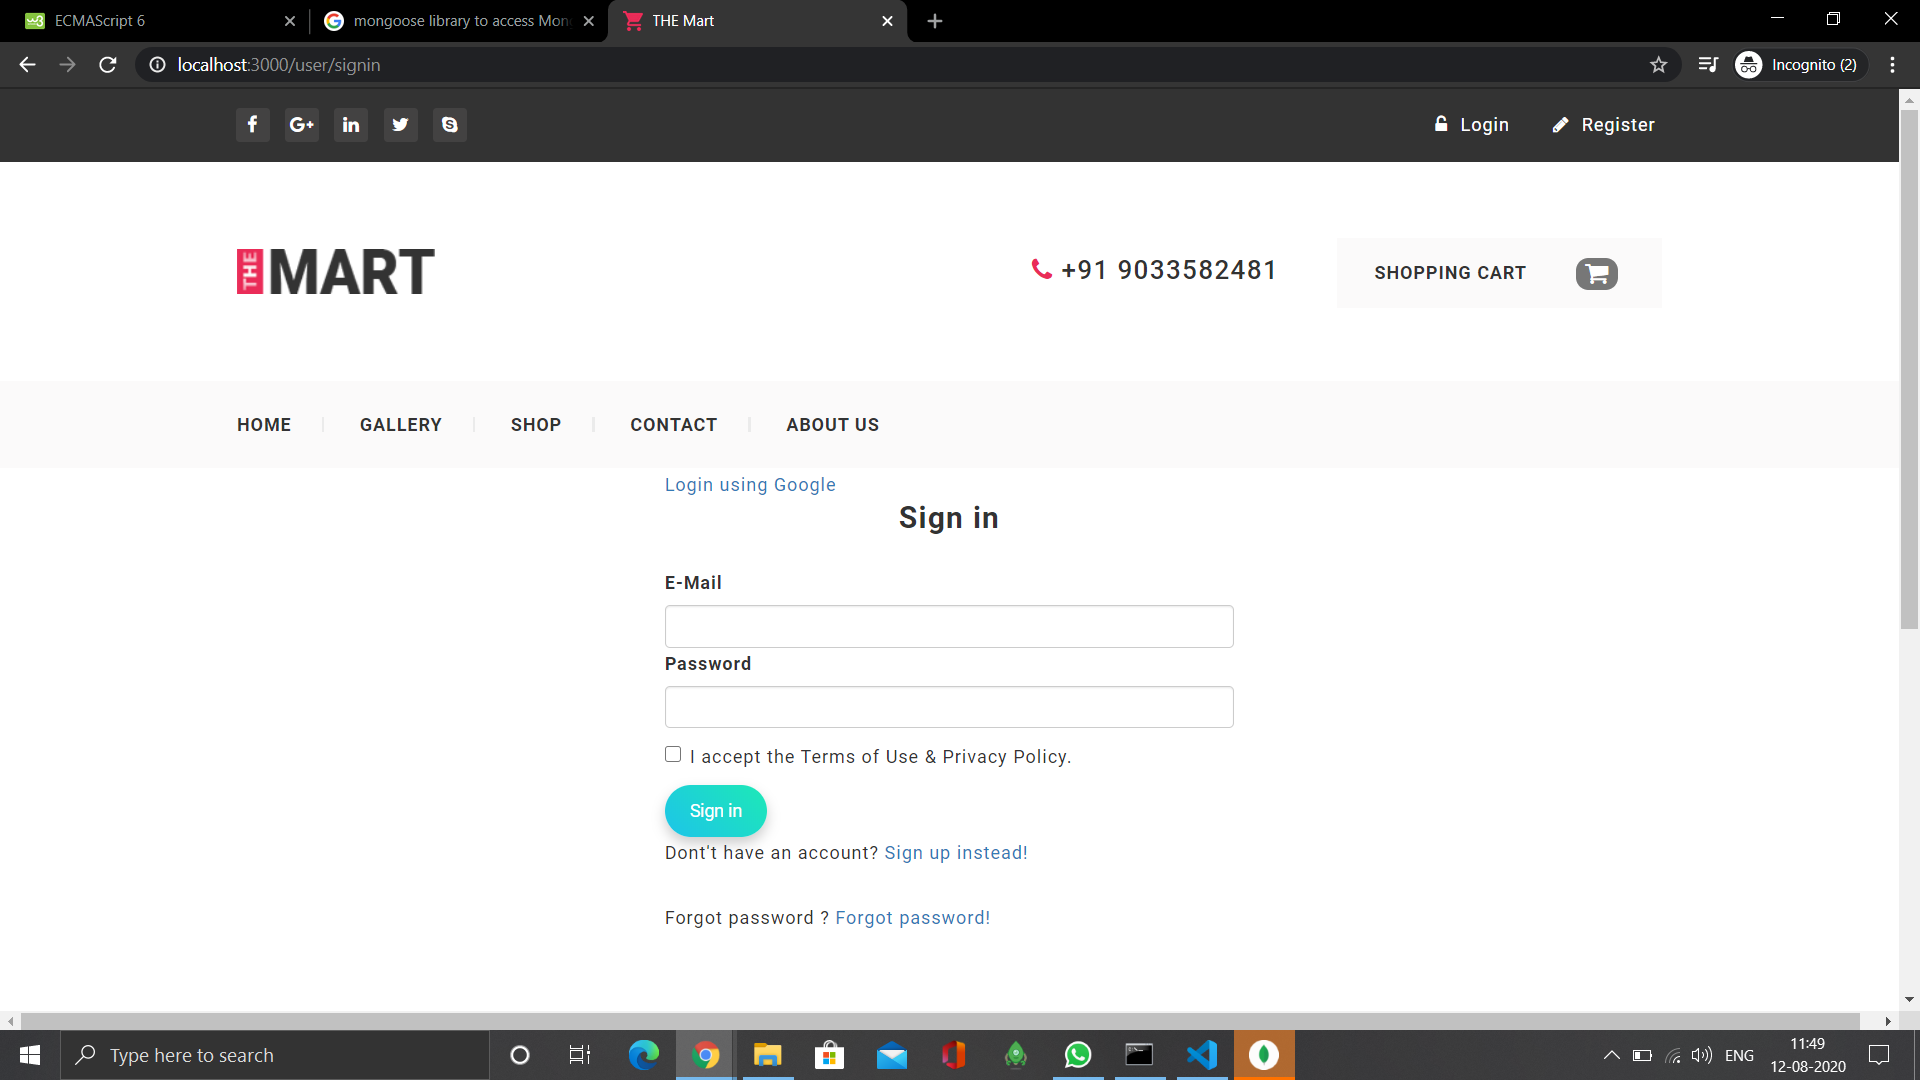 ECMAScript 6
mongoose library to access Mon
THE Mart
localhost:3000/user/signin
Incognito (2)
Login
Register
THE MART
+91 9033582481
SHOPPING CART
HOME
GALLERY
SHOP
CONTACT
ABOUT US
Login using Google
Sign in
E-Mail
Password
I accept the Terms of Use & Privacy Policy.
Sign in
Dont't have an account? Sign up instead!
Forgot password ? Forgot password!
Type here to search
ENG
11:49
12-08-2020